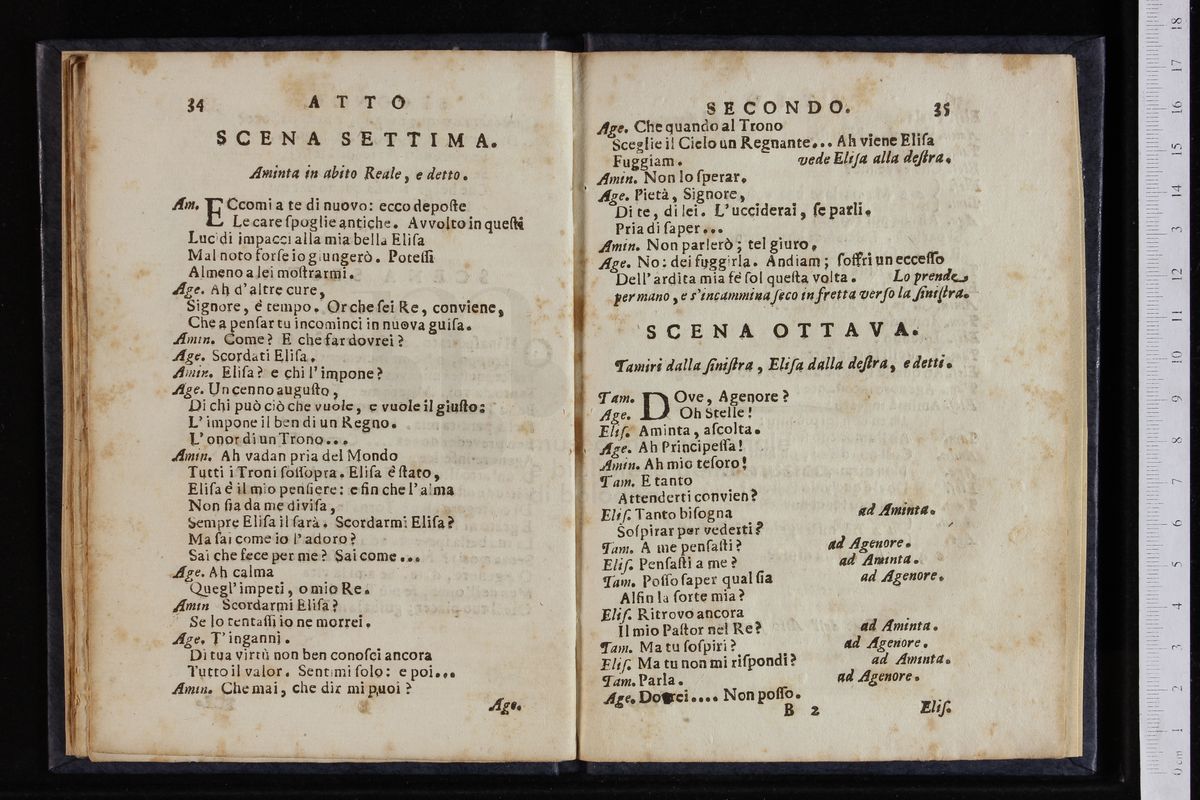 34 ATTO
SCENA SETTIMA.
Aminta in abito Reale, e detto.
Am. ECcomi a te di nuovo: ecco deposte
Le care ſpoglie antiche. Avvolto in queſti
Lucidi impacci alla mia bella Eliſa
Mal noto forſe io giungerò. Poteſſi
Almeno a lei moſtrarmi.
Age. Ah d'altre cure,
Signore, è tempo. Or che ſei Re, conviene,
Che a penſar tu incominci in nuova guiſa.
Amin. Come? E che far dovrei?
Age. Scordati Eliſa.
Amin. Eliſa? e chi l'impone?
Age. Un cenno auguſto,
Di chi può ciò che vuole, e vuole il giuſto:
L'impone il ben di un Regno.
L'onor di un Trono...
Amin. Ah vadan pria del Mondo
Tutti i Troni ſoſſopra. Eliſa è ſtato,
Eliſa è il mio penſiere: e fin che l'alma
Non ſia da me diviſa,
Sempre Eliſa il ſarà. Scordarmi Eliſa?
Ma ſai come io l'adoro?
Sai che fece per me? Sai come...
Age. Ah calma
Quegl'impeti, o mio Re.
Amin Scordarmi Eliſa?
Se lo tentaſſi io ne morrei.
Age. T'inganni.
Di tua virtù non ben conoſci ancora
Tutto il valor. Sentimi ſolo: e poi...
Amin. Che mai, che dir mi puoi?
Age.
SECONDO. 35
Age. Che quando al Trono
Sceglie il Cielo un Regnante... Ah viene Eliſa
Fuggiam. vede Eliſa alla deſtra.
Amin. Non lo ſperar.
Age. Pietà, Signore,
Di te, di lei. L'ucciderai, ſe parli.
Pria di ſaper...
Amin. Non parlerò; tel giuro.
Age. No: dei fuggirla. Andiam; ſoffri un ecceſſo
Dell'ardita mia fè ſol queſta volta. Lo prende
per mano, e s'incammina ſeco in fretta verſo la ſiniſtra.
SCENA OTTAVA.
Tamiri dalla ſiniſtra, Eliſa dalla deſtra, e detti.
Tam. DOve, Agenore?
Age. Oh Stelle!
Eliſ. Aminta, aſcolta.
Age. Ah Principeſſa!
Amin. Ah mio teſoro!
Tam. E tanto
Attenderti convien?
Eliſ. Tanto biſogna ad Aminta.
Soſpirar per vederti?
Tam. A me penſaſti? ad Agenore.
Eliſ. Penſaſti a me? ad Aminta.
Tam. Poſſo ſaper qual ſia ad Agenore.
Alfin la ſorte mia?
Eliſ. Ritrovo ancora
Il mio Paſtor nel Re? ad Aminta.
Tam. Ma tu ſoſpiri? ad Agenore.
Eliſ. Ma tu non mi riſpondi? ad Aminta.
Tam. Parla. ad Agenore.
Age. Dovrei.... Non poſſo.
B 2 Eliſ.